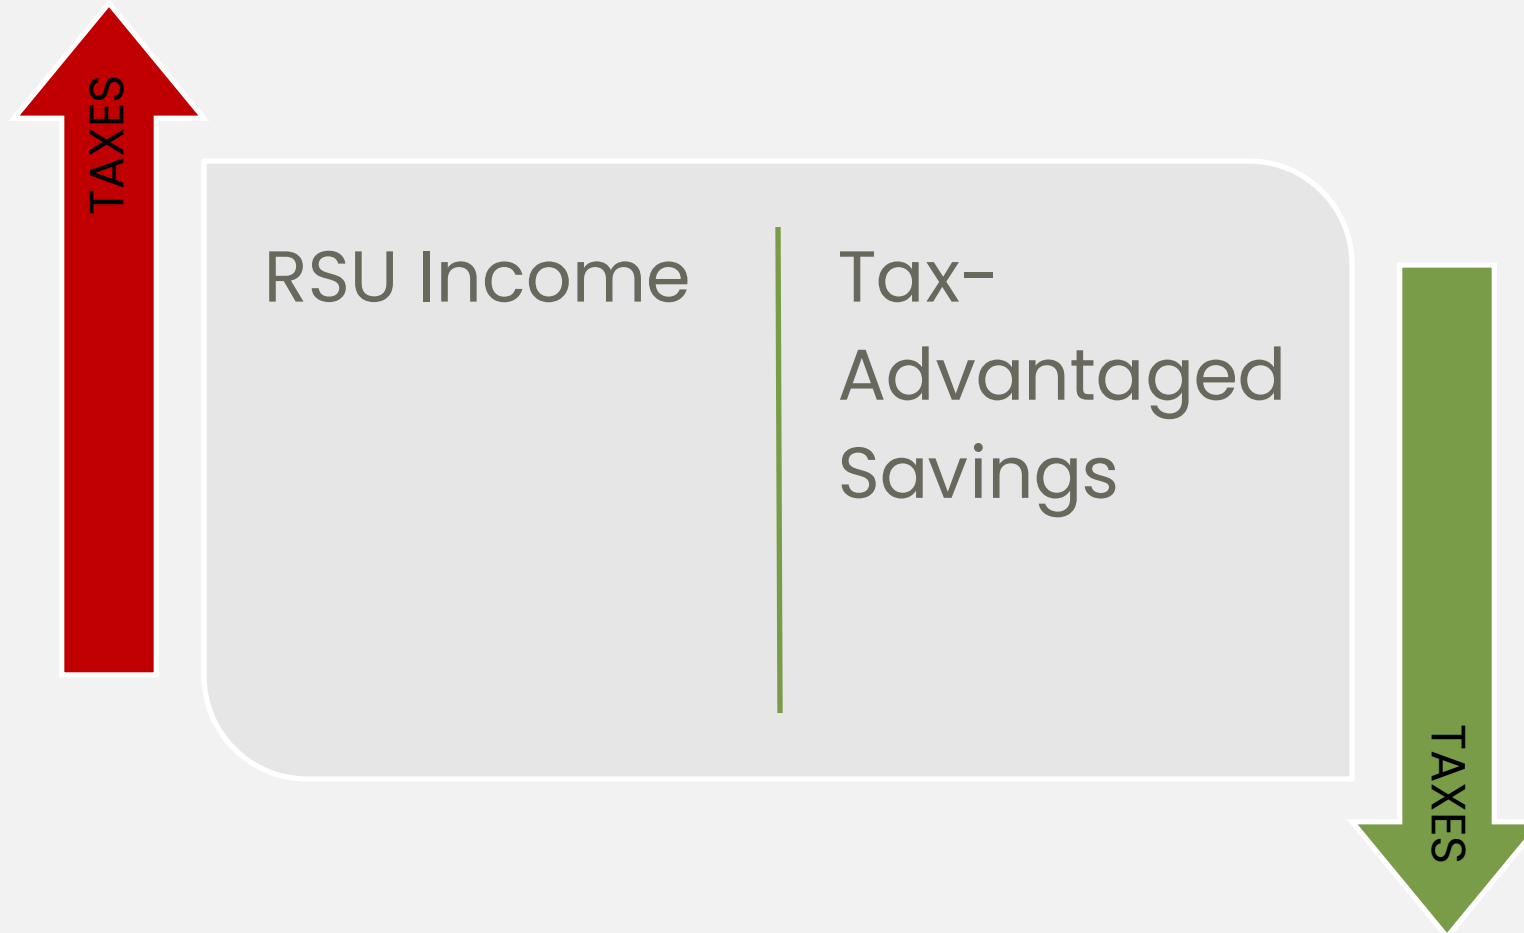 TAXES
RSU Income
Tax-
Advantaged
Savings
TAXES